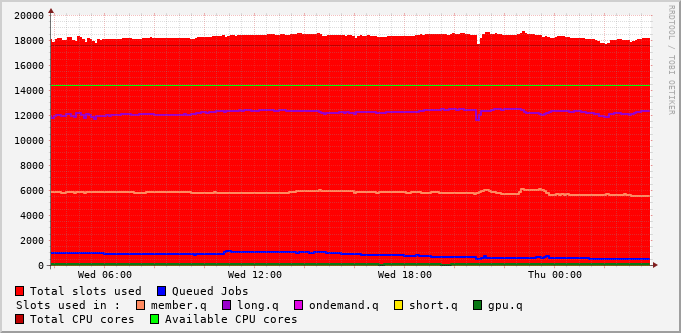 20000
18000
16000
14000
12000
10000
8000
6000
4000
2000
0
Wed 06:00 Wed 12:00 Wed 18:00 Thu 00:00
Total slots used Queued Jobs
Slots used in : member.q long.q ondemand.q short.q gpu.q
Total CPU cores Available CPU cores
RRDTOOL / TOBI OETIKER